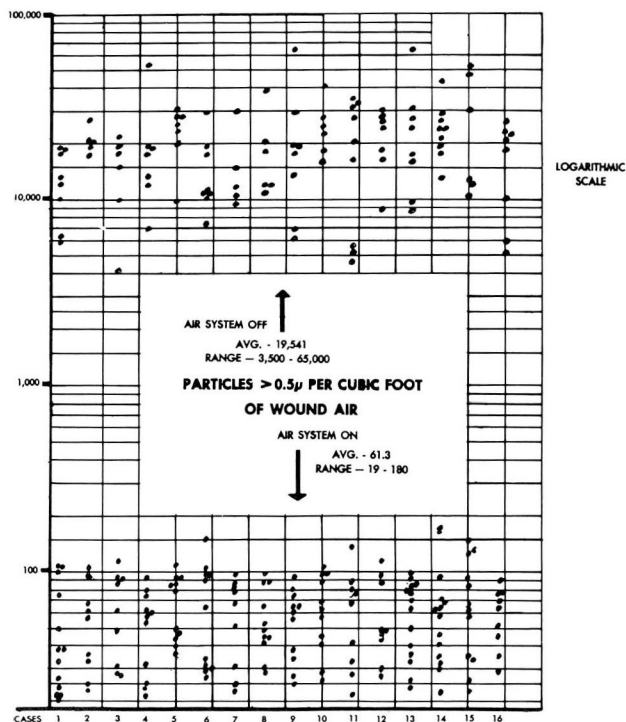 100,000
LOGARITHMIC
SCALE
10,000
AIR SYSTEM OFF
AVG. - 19,541
RANGE — 3,500 - 65,000
1,000
PARTICLES > 0.5μ PER CUBIC FOOT
OF WOUND AIR
AIR SYSTEM ON
AVG. - 61.3
RANGE — 19 - 180
100
CASES 1 2 3 4 5 6 7 8 9 10 11 12 13 14 15 16